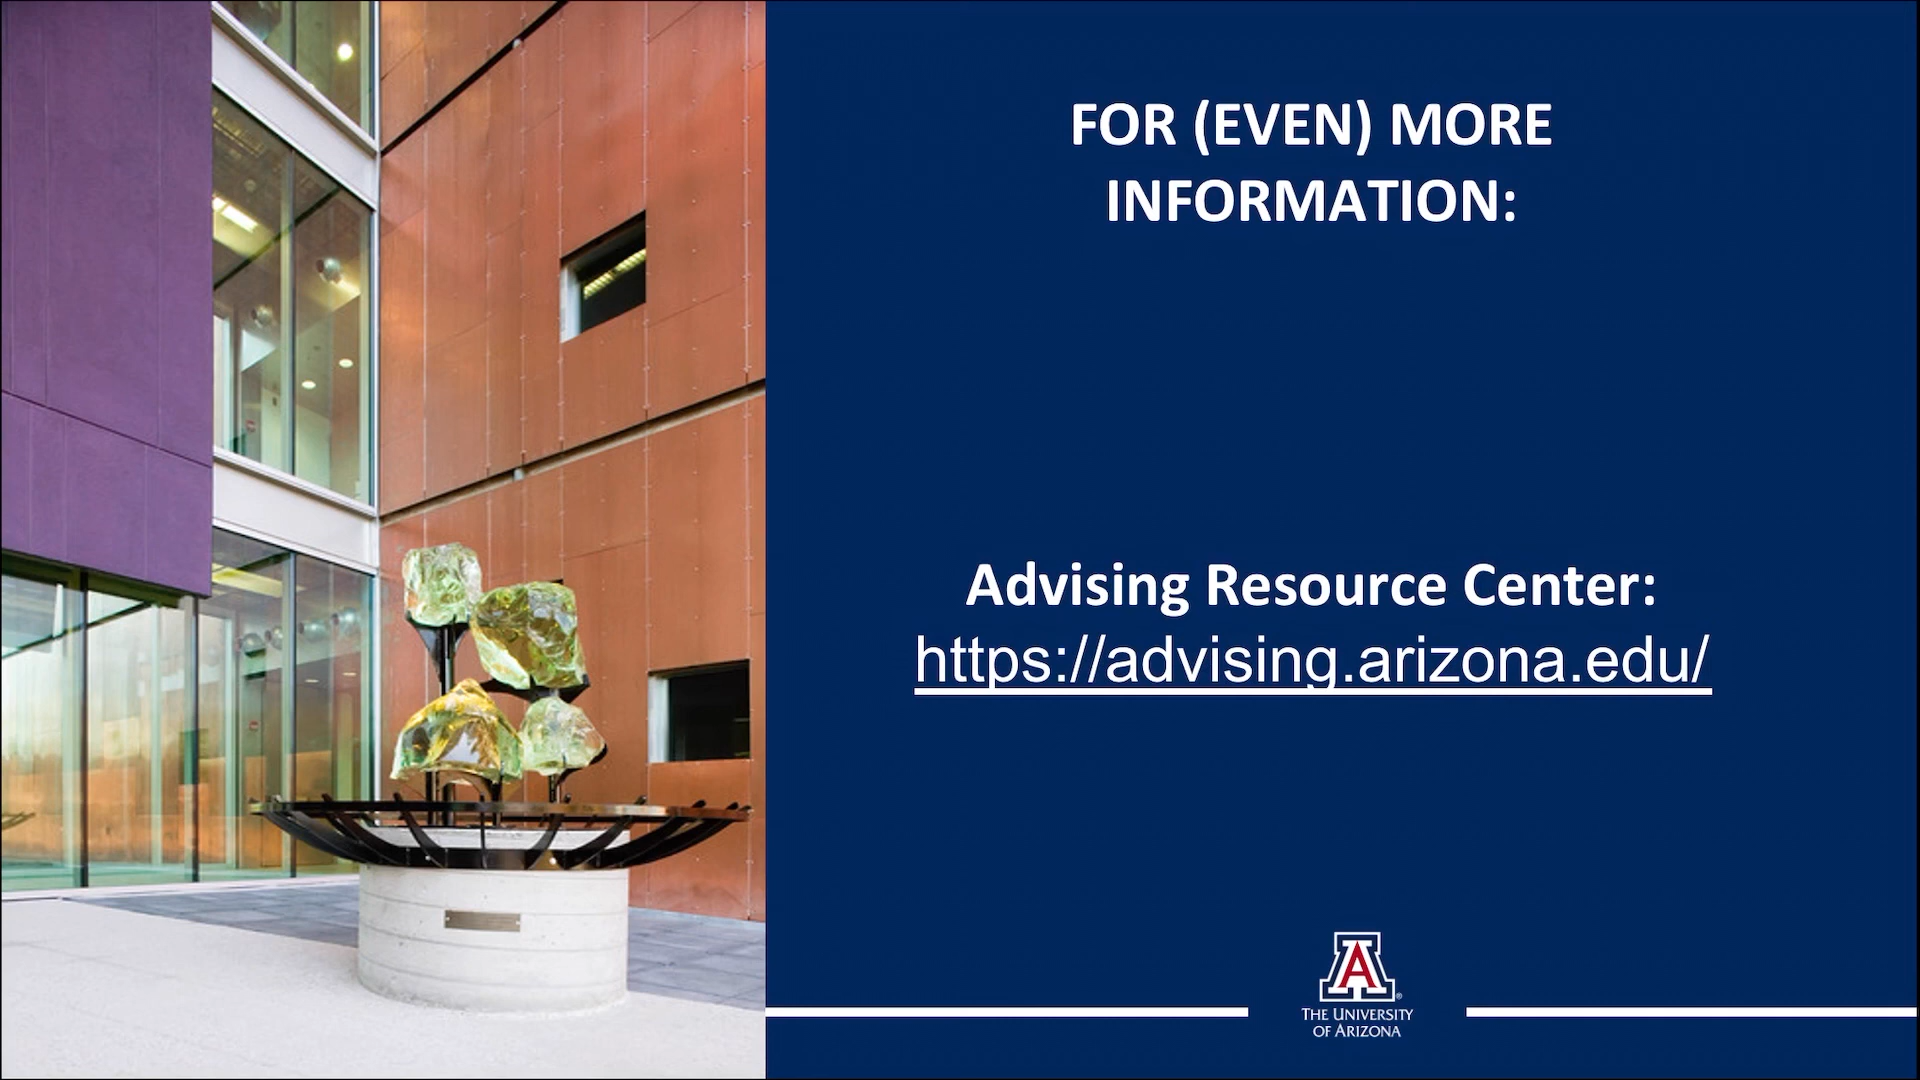 FOR (EVEN) MORE
INFORMATION:
Advising Resource Center:
https://advising.arizona.edu/
A
THE UNIVERSITY
OF ARIZONA